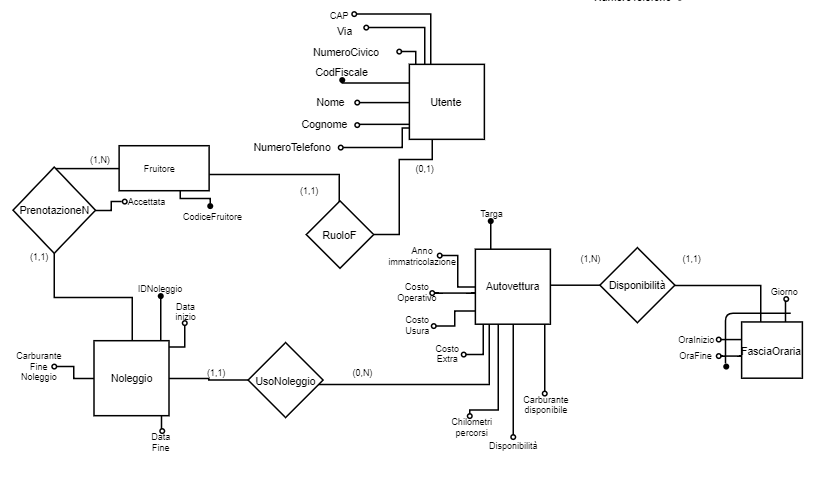 CAP
Via
NumeroCivico
CodFiscale
Nome
Utente
Cognome
NumeroTelefono
(1,N)
Fruitore
(0,1)
(1,1)
PrenotazioneN
Accettata
CodiceFruitore
RuoloF
Targa
(1,1)
Anno
immatricolazione
(1,N)
(1,1)
IDNoleggio
Data
inizio
Costo
Operativo
Autovettura
Disponibilità
Giorno
Costo
Usura
OraInizio
OraFine
FasciaOraria
Carburante
Fine
Noleggio
Noleggio
(1,1)
UsoNoleggio
(0,N)
Costo
Extra
Carburante
disponibile
Chilometri
percorsi
Data
Fine
Disponibilità